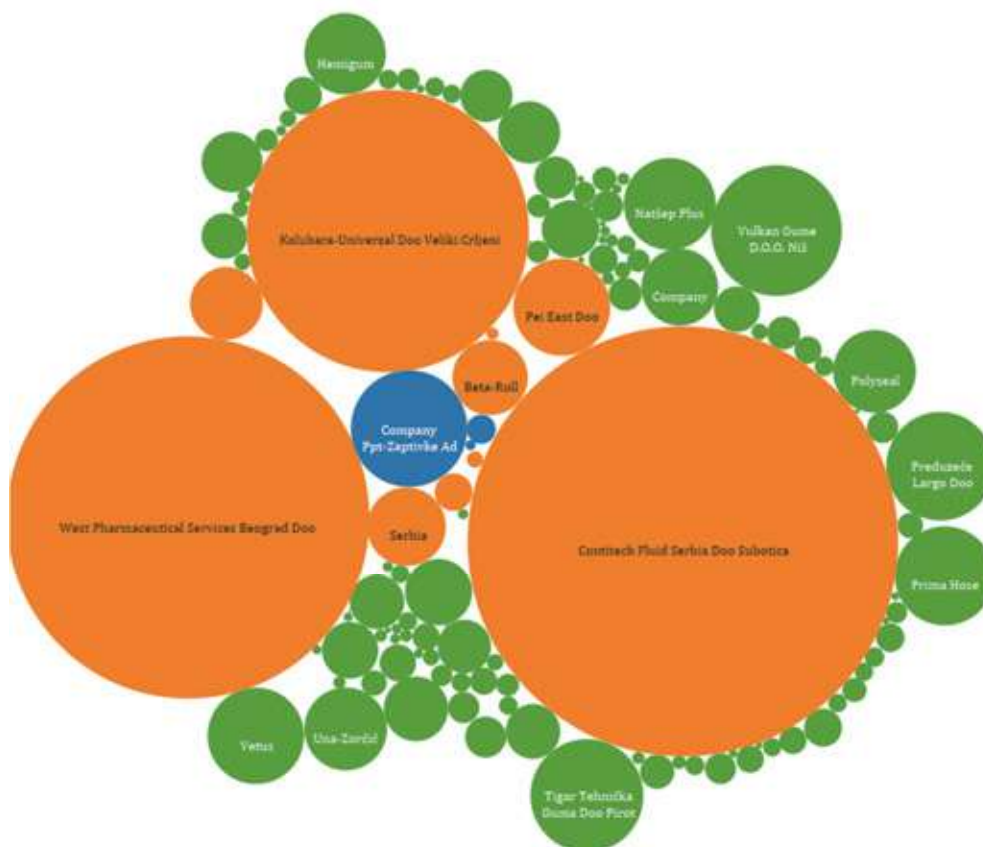 Hemigum
Natlep Plus
Vulkan Gume
D.O.O. Niš
Kolubara-Universal Doo Veliki Crljeni
Company
Pei East Doo
Polyseal
Beta-Roll
Company
Ppt-Zaptivke Ad
Preduzeće
Largo Doo
West Pharmaceutical Services Beograd Doo
Serbia
Contitech Fluid Serbia Doo Subotica
Prima Hose
Vetus
Una-Zordić
Tigar Tehnička
Guma Doo Pirot